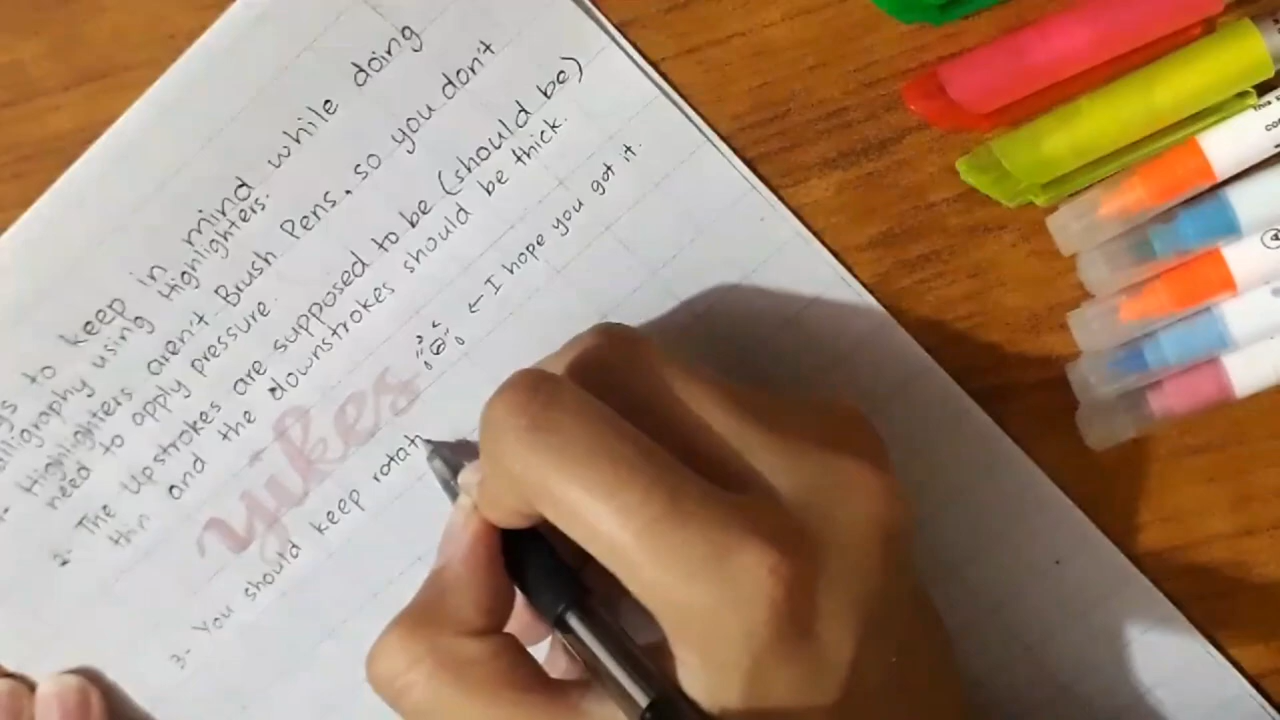 to keep in mind while doing
alligraphy using Highlighters.
1- Highlighters aren't Brush Pens, so you don't
need to apply pressure.
2- The Upstrokes are supposed to be (should be)
thin and the downstrokes should be thick.
yikes ← I hope you got it.
3- You should keep rotati